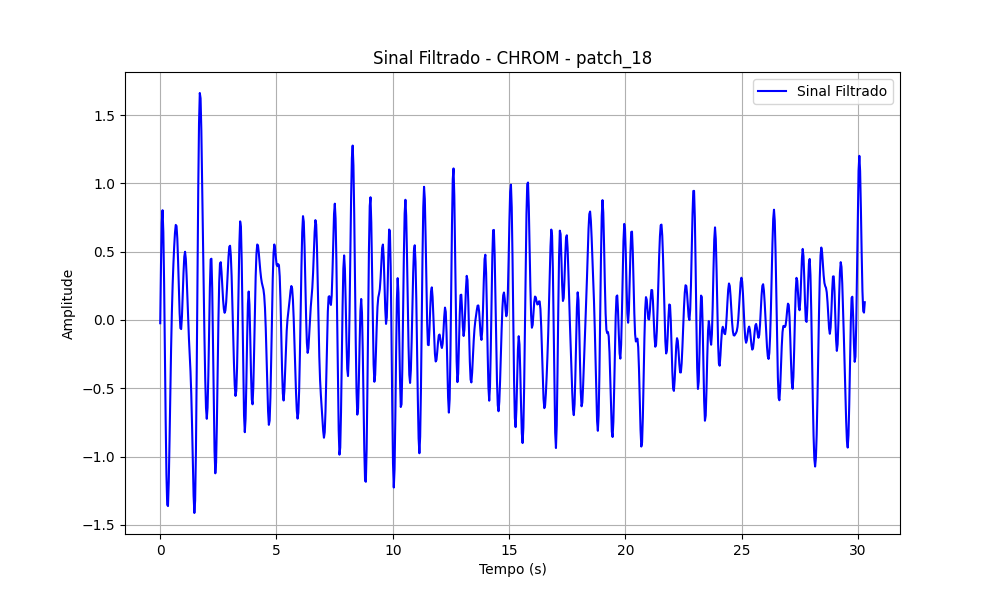 Sinal Filtrado - CHROM - patch_18
Sinal Filtrado
1.5
1.0
0.5
0.0
−0.5
−1.0
−1.5
Amplitude
0 5 10 15 20 25 30
Tempo (s)